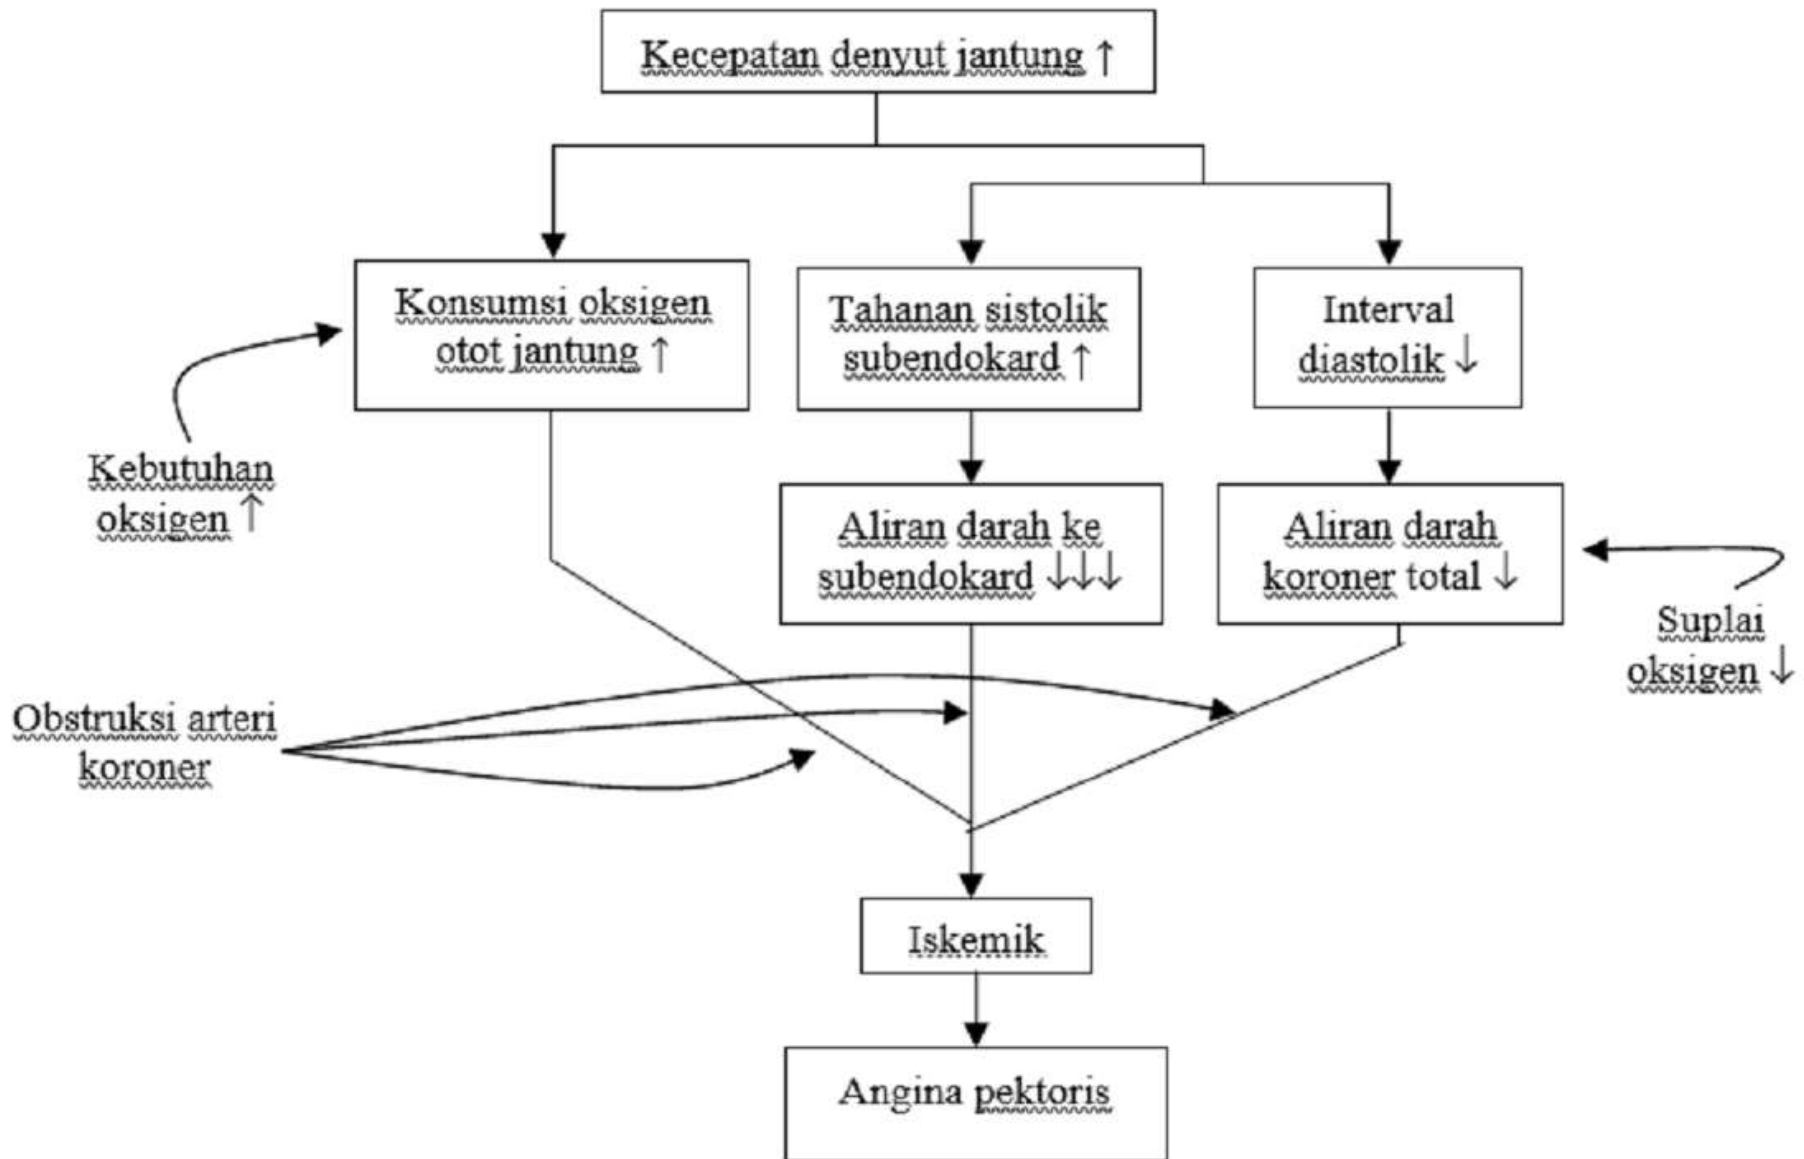 Kecepatan denyut jantung ↑
Konsumsi oksigen
otot jantung ↑
Tahanan sistolik
subendokard ↑
Interval
diastolik ↓
Kebutuhan
oksigen ↑
Aliran darah ke
subendokard ↓↓↓
Aliran darah
koroner total ↓
Suplai
oksigen ↓
Obstruksi arteri
koroner
Iskemik
Angina pektoris